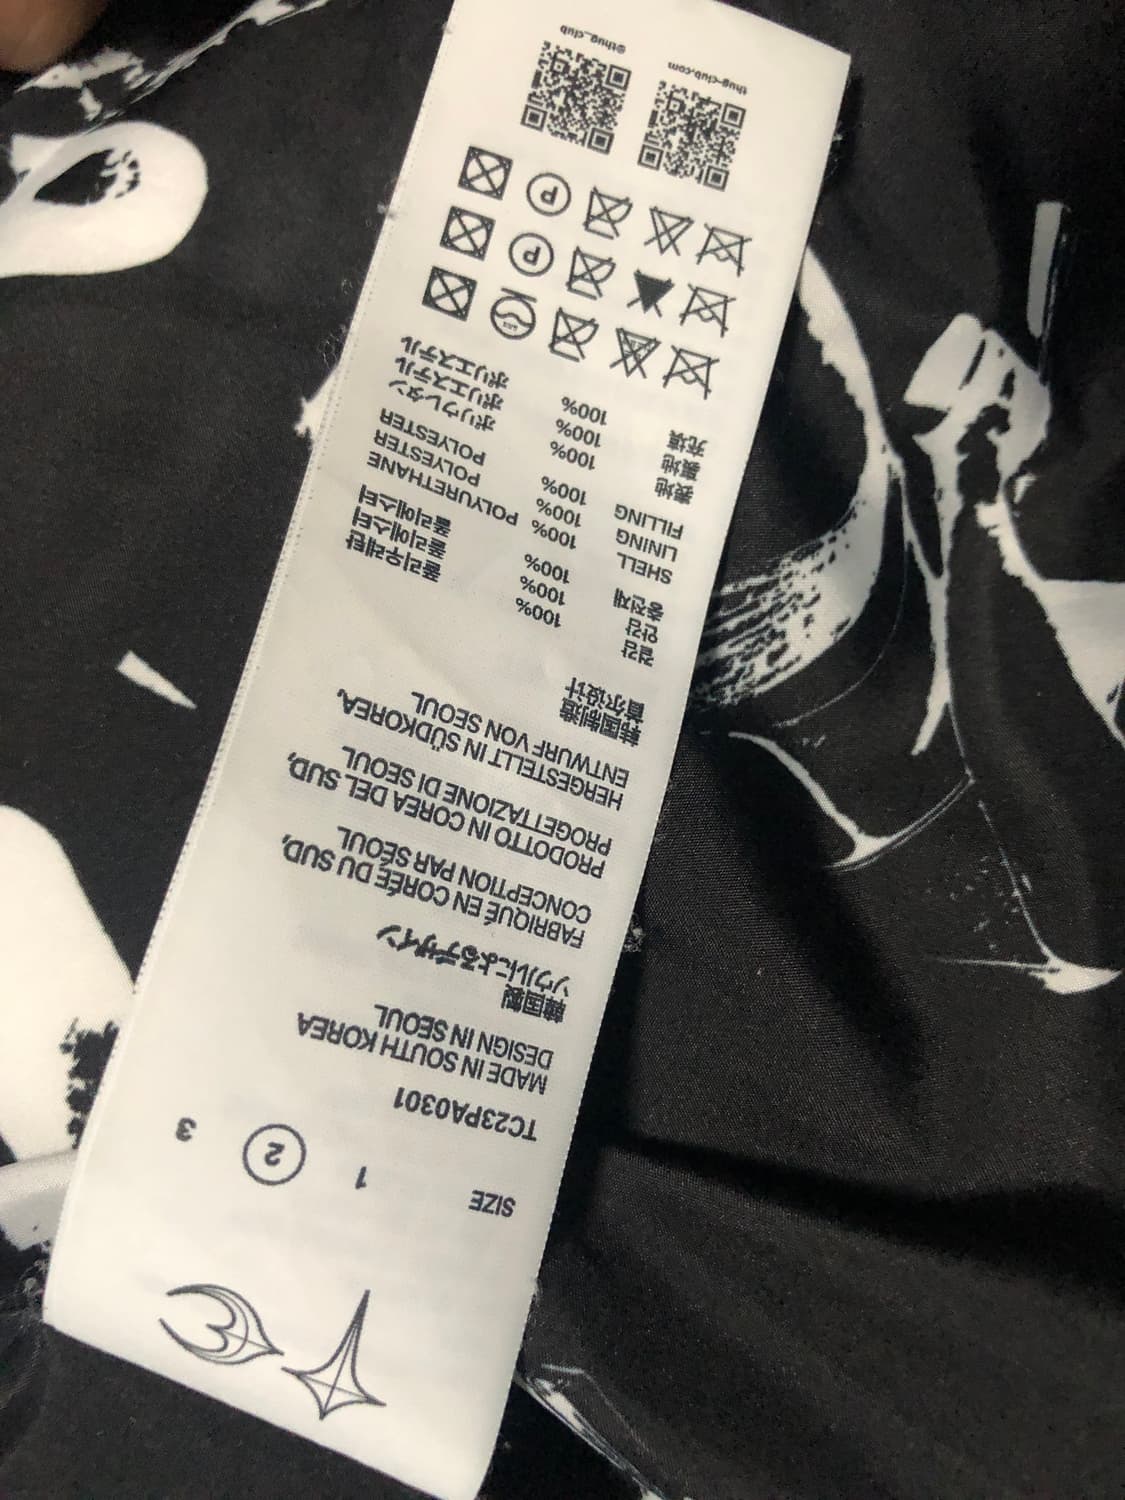 SIZE 1 2 3
TC23PA0301
MADE IN SOUTH KOREA
DESIGN IN SEOUL
韓国製
ソウルによるデザイン
FABRIQUÉ EN CORÉE DU SUD,
CONCEPTION PAR SÉOUL
PRODOTTO IN COREA DEL SUD,
PROGETTAZIONE DI SEOUL
HERGESTELLT IN SÜDKOREA,
ENTWURF VON SEOUL
韩国制造
首尔设计
겉감 100% 폴리우레탄
안감 100% 폴리에스터
충전재 100% 폴리에스터
SHELL 100% POLYURETHANE
LINING 100% POLYESTER
FILLING 100% POLYESTER
表地 100% ポリウレタン
裏地 100% ポリエステル
充填 100% ポリエステル
P
P
thug-club.com
@thug_club